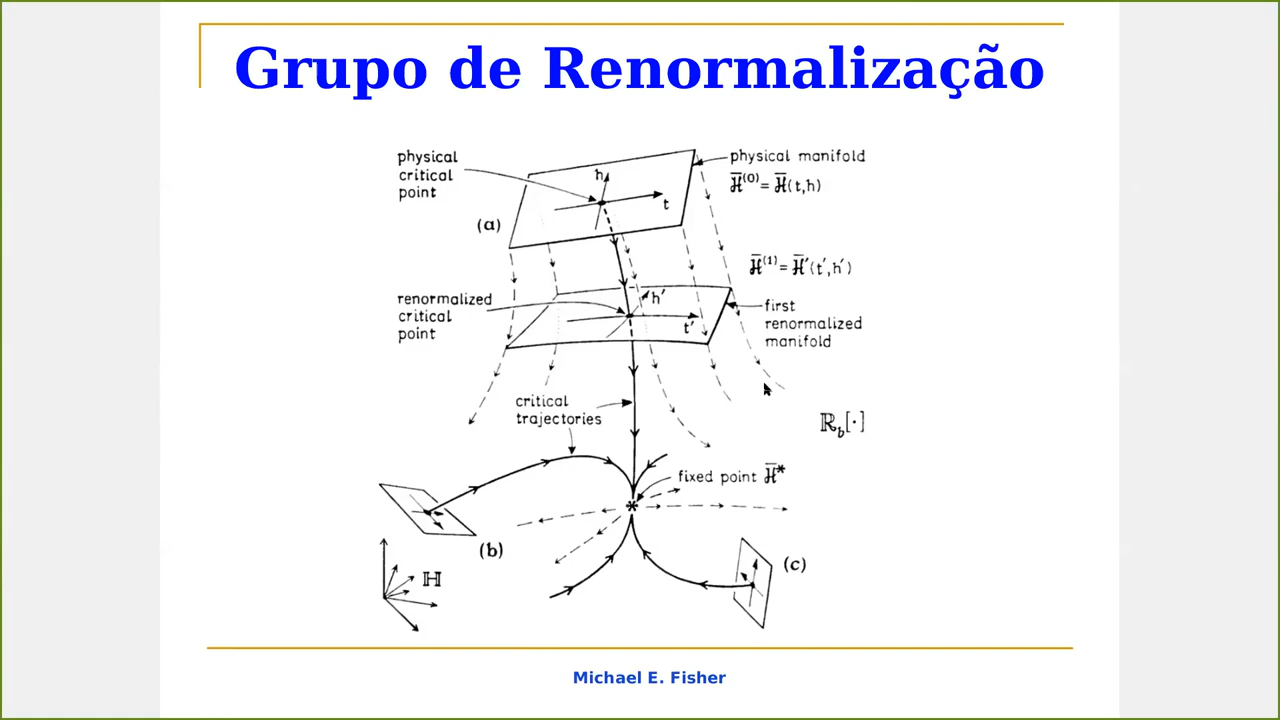 Grupo de Renormalização
physical
critical
point
h
t
physical manifold
ℋ̅⁽⁰⁾ = ℋ̅(t,h)
(a)
ℋ̅⁽¹⁾ = ℋ̅′(t′,h′)
renormalized
critical
point
h′
t′
first
renormalized
manifold
critical
trajectories
ℝ_b[·]
fixed point ℋ̅*
*
(b)
(c)
ℍ
Michael E. Fisher